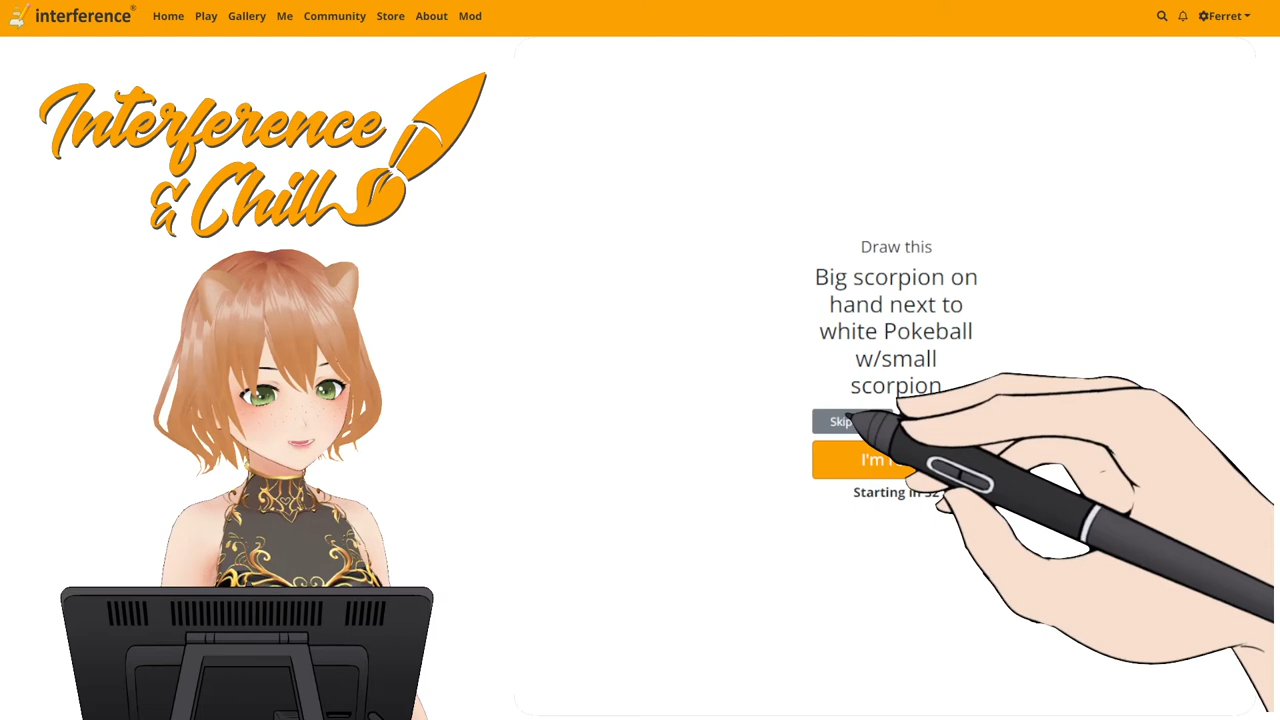 interference®
Home Play Gallery Me Community Store About Mod
Ferret
Interference
& Chill
Draw this
Big scorpion on
hand next to
white Pokeball
w/small
scorpion
Skip
I'm
Starting in